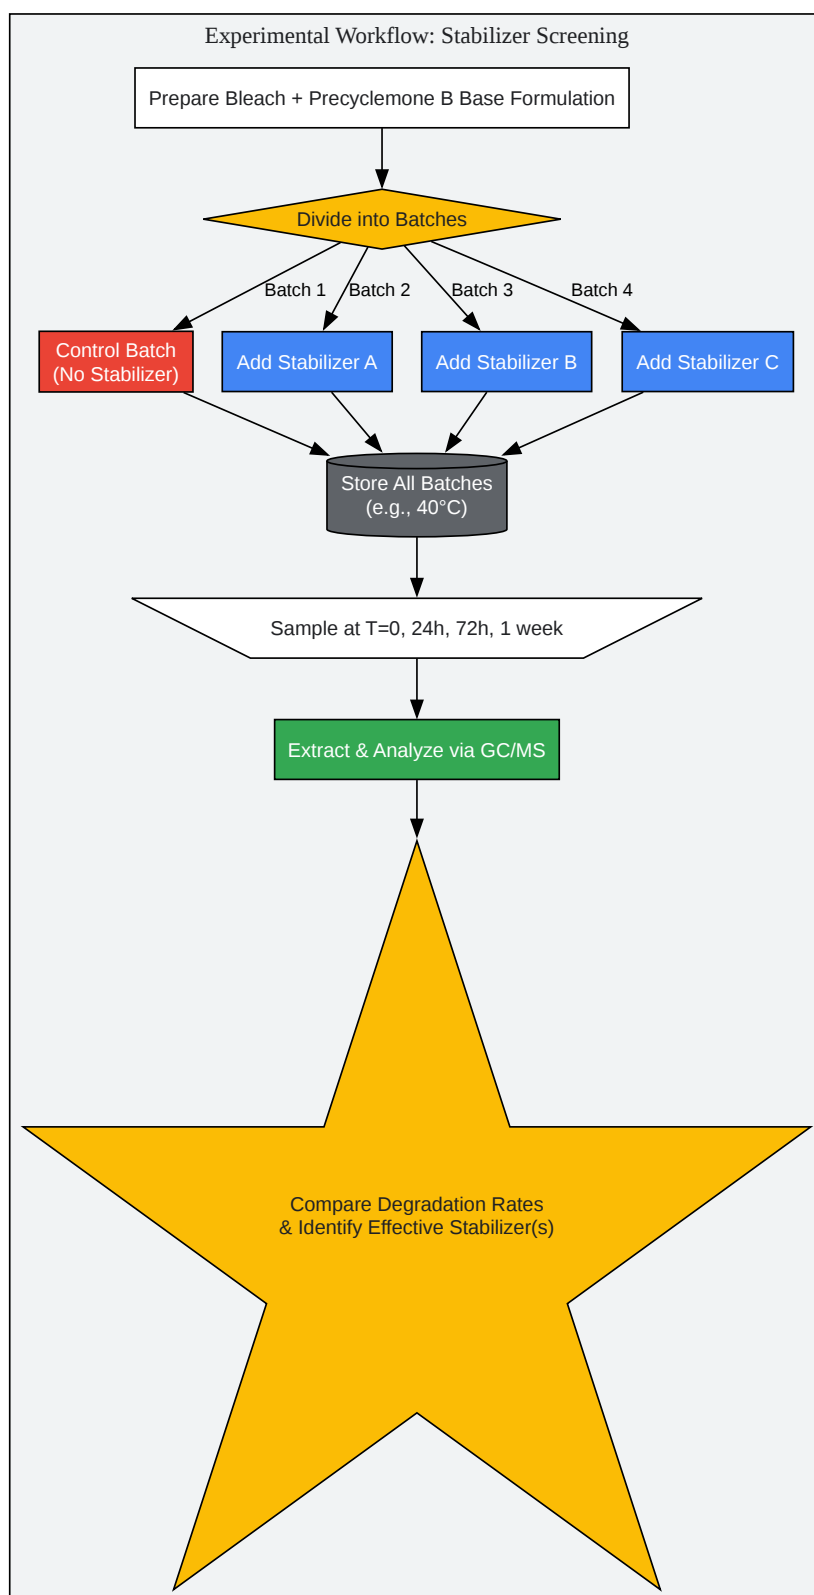 Experimental Workflow: Stabilizer Screening
Prepare Bleach + Precyclemone B Base Formulation
Divide into Batches
Batch 1
Batch 2
Batch 3
Batch 4
Control Batch
(No Stabilizer)
Add Stabilizer A
Add Stabilizer B
Add Stabilizer C
Store All Batches
(e.g., 40°C)
Sample at T=0, 24h, 72h, 1 week
Extract & Analyze via GC/MS
Compare Degradation Rates
& Identify Effective Stabilizer(s)